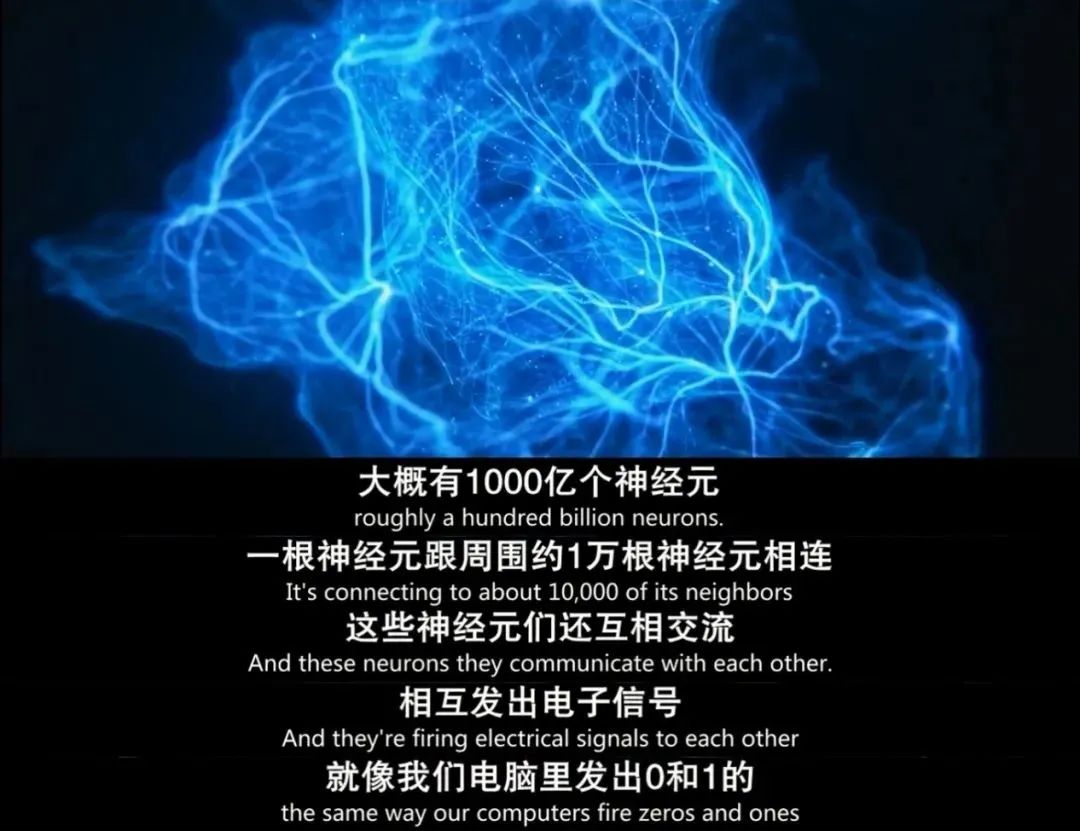 大概有1000亿个神经元
roughly a hundred billion neurons.
一根神经元跟周围约1万根神经元相连
It's connecting to about 10,000 of its neighbors
这些神经元们还互相交流
And these neurons they communicate with each other.
相互发出电子信号
And they're firing electrical signals to each other
就像我们电脑里发出0和1的
the same way our computers fire zeros and ones